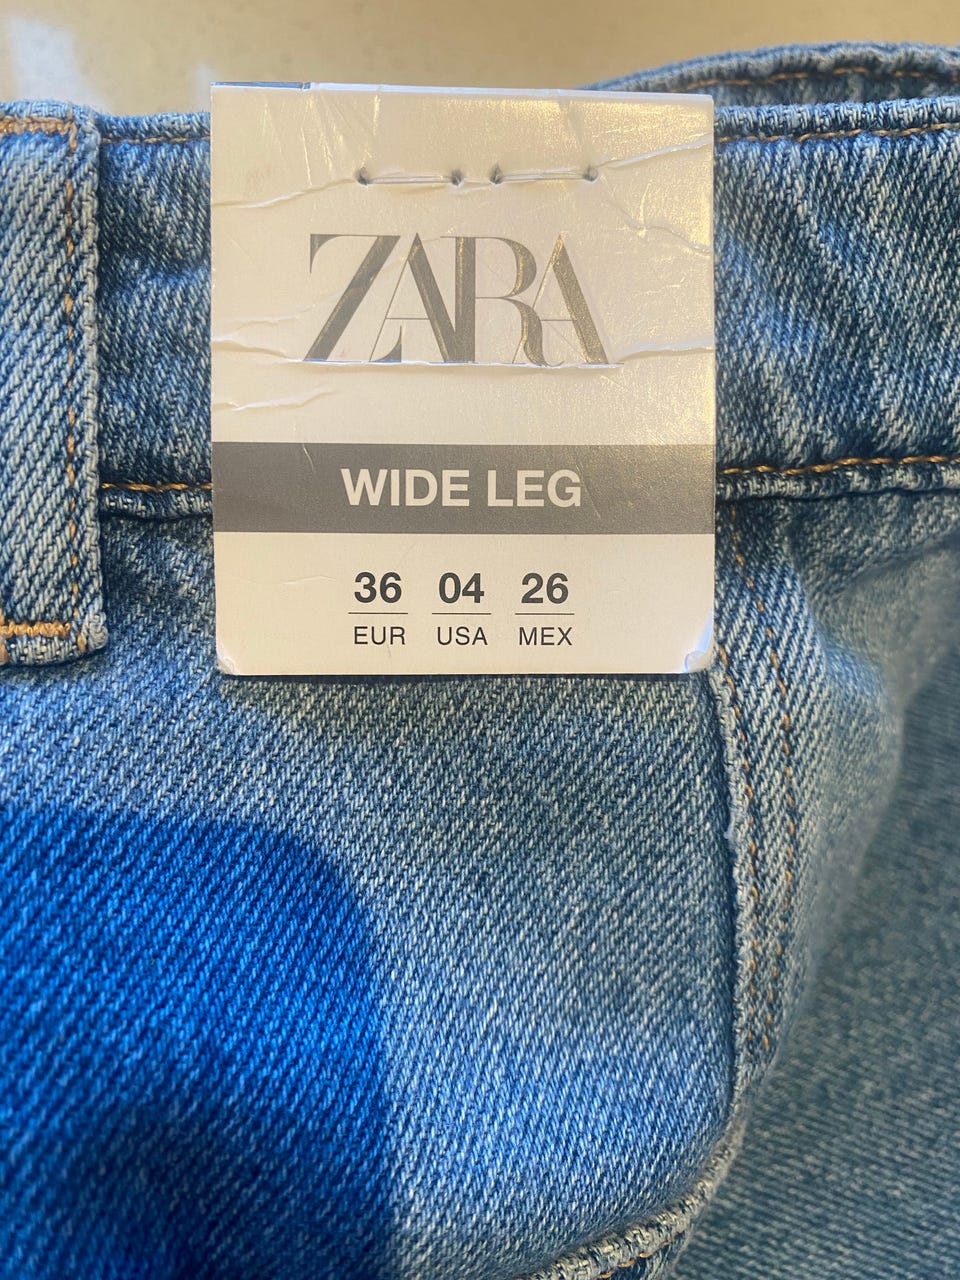 ZARA
WIDE LEG
36 04 26
EUR USA MEX